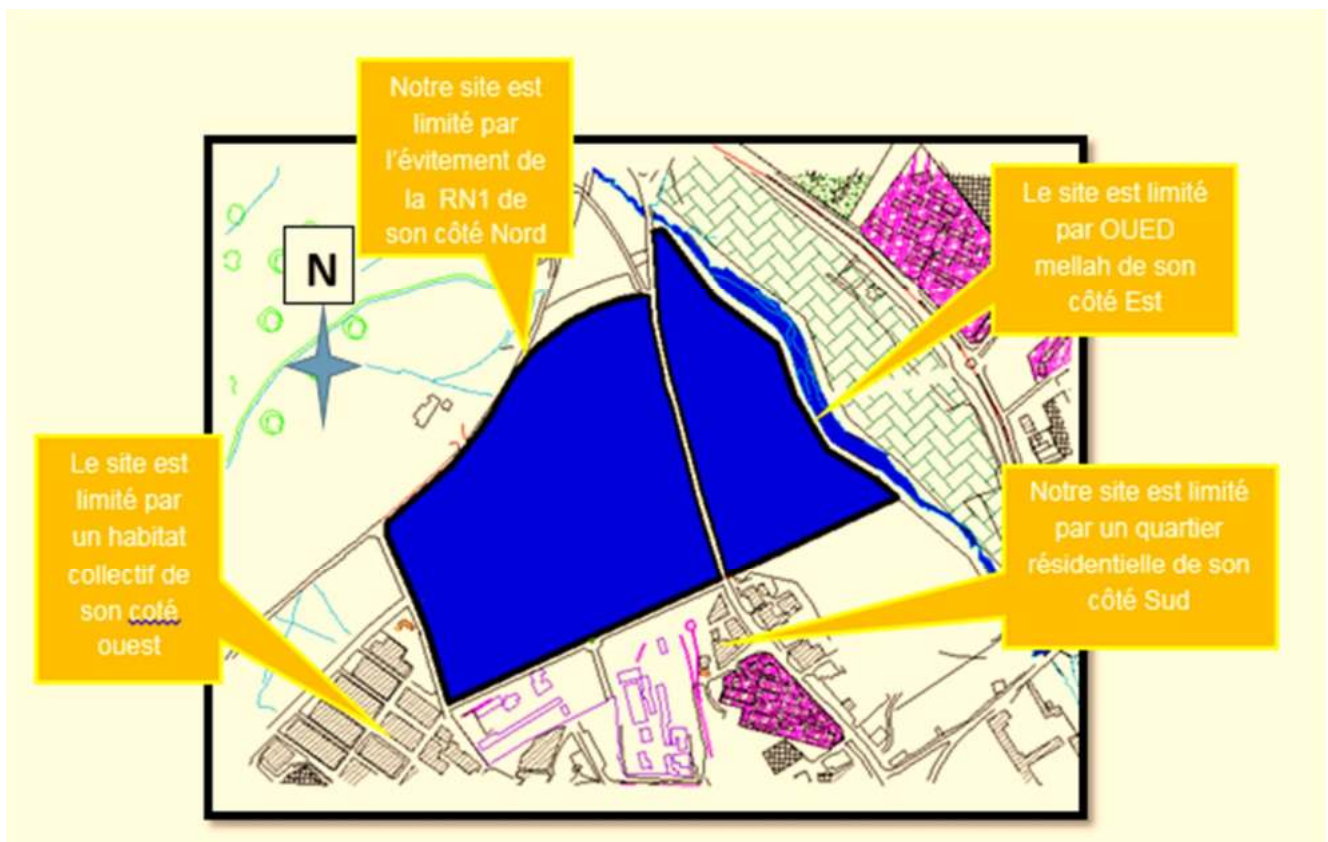 Notre site est
limité par
l'évitement de
la RN1 de
son côté Nord
Le site est limité
par OUED
mellah de son
côté Est
N
Le site est
limité par
un habitat
collectif de
son coté
ouest
Notre site est limité
par un quartier
résidentielle de son
côté Sud